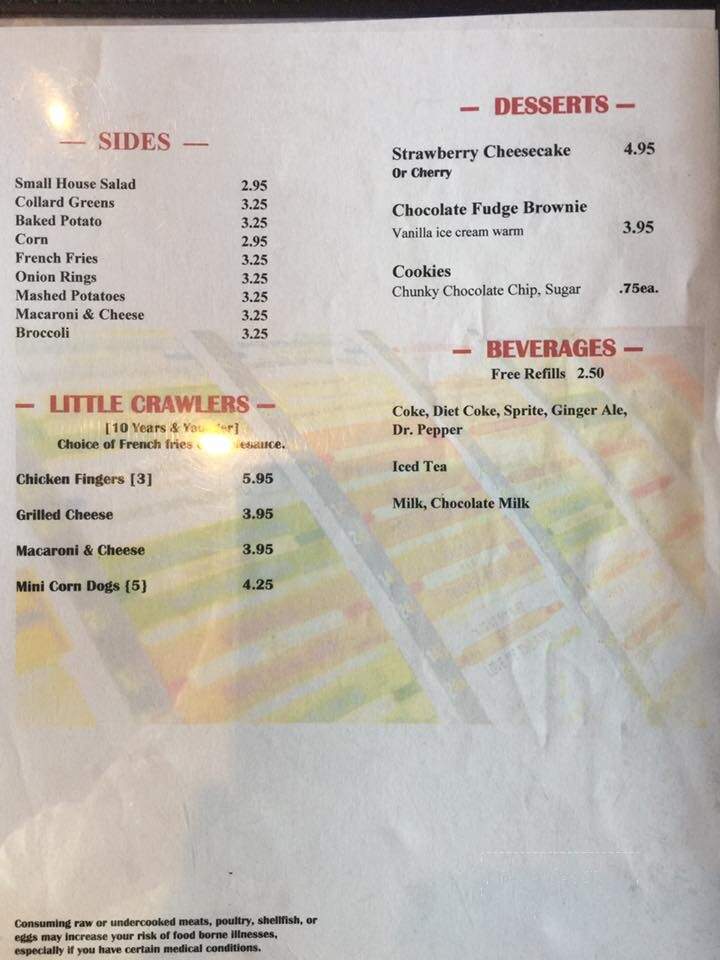 — SIDES —
Small House Salad 2.95
Collard Greens 3.25
Baked Potato 3.25
Corn 2.95
French Fries 3.25
Onion Rings 3.25
Mashed Potatoes 3.25
Macaroni & Cheese 3.25
Broccoli 3.25
— LITTLE CRAWLERS —
[10 Years & Younger]
Choice of French fries
Chicken Fingers [3] 5.95
Grilled Cheese 3.95
Macaroni & Cheese 3.95
Mini Corn Dogs {5} 4.25
— DESSERTS —
Strawberry Cheesecake 4.95
Or Cherry
Chocolate Fudge Brownie
Vanilla ice cream warm 3.95
Cookies
Chunky Chocolate Chip, Sugar .75ea.
— BEVERAGES —
Free Refills 2.50
Coke, Diet Coke, Sprite, Ginger Ale,
Dr. Pepper
Iced Tea
Milk, Chocolate Milk
Consuming raw or undercooked meats, poultry, shellfish, or
eggs may increase your risk of food borne illnesses,
especially if you have certain medical conditions.